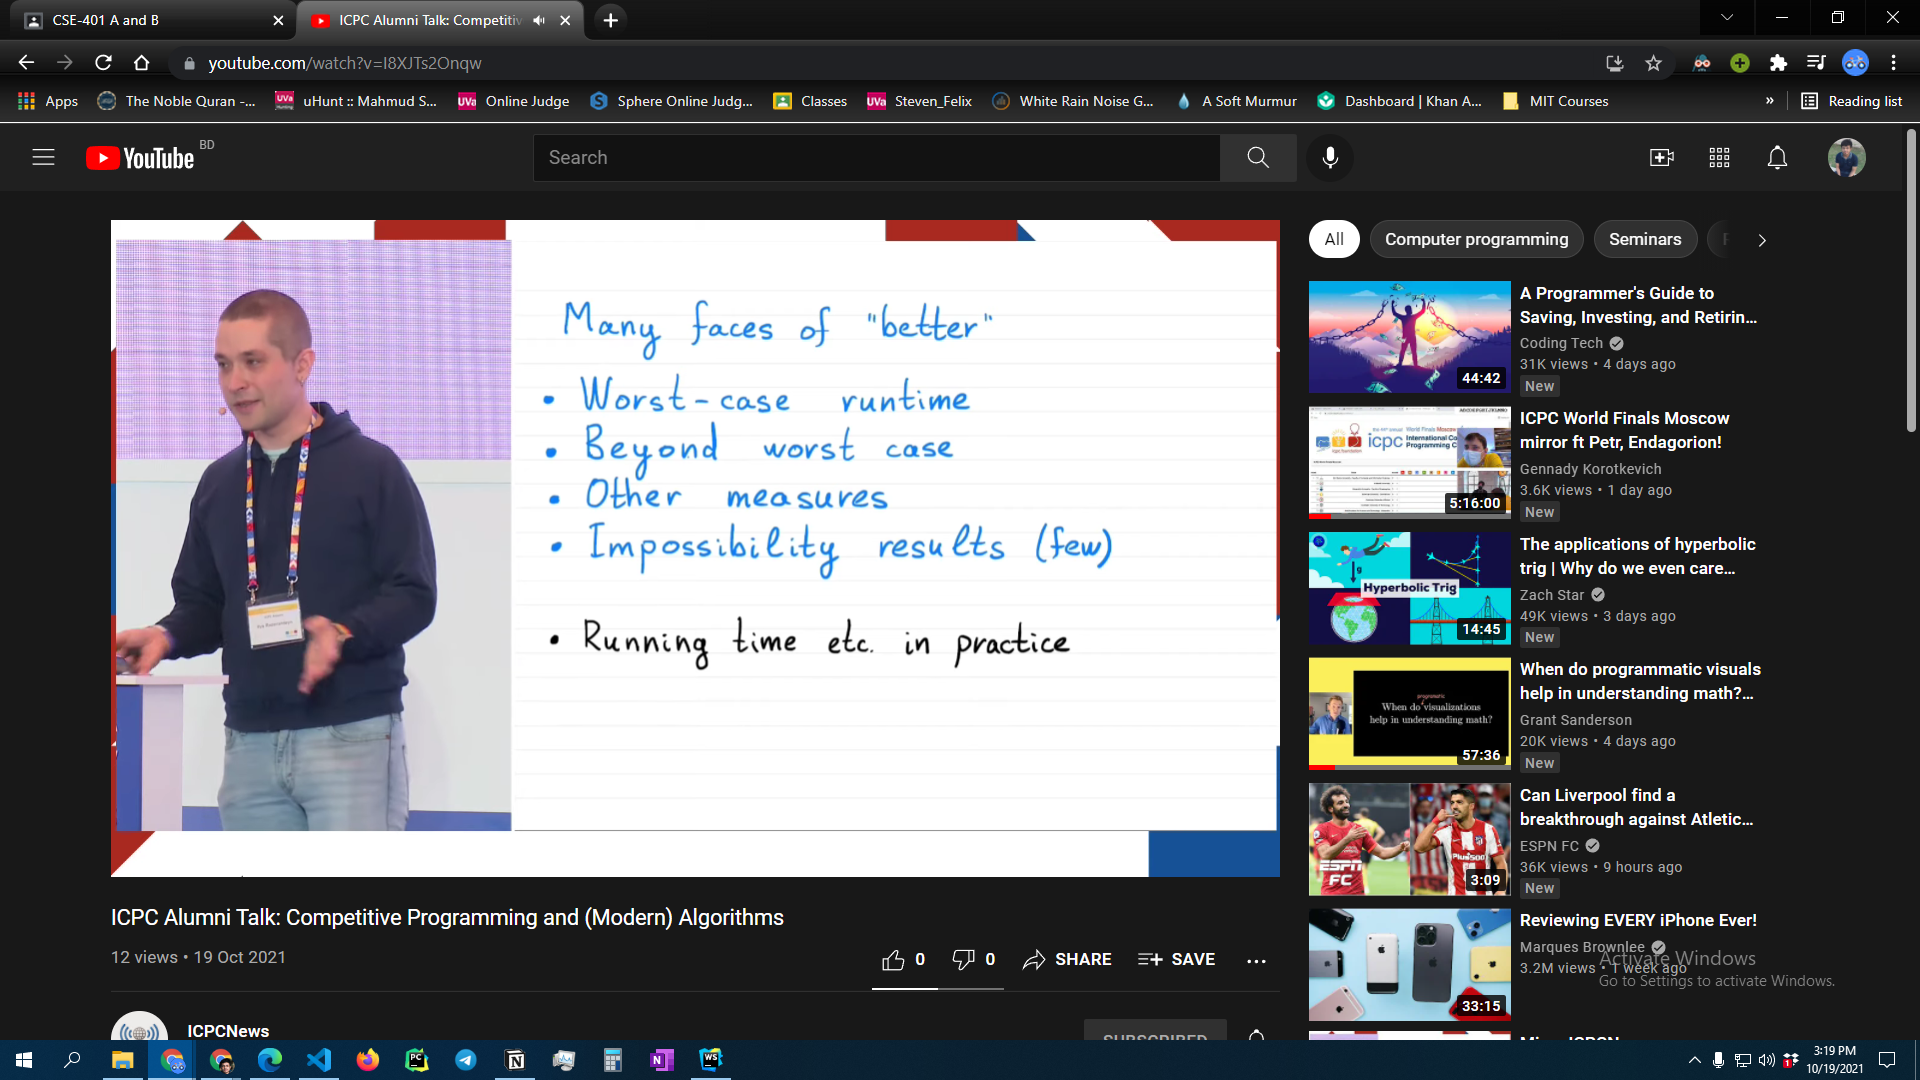 CSE-401 A and B
ICPC Alumni Talk: Competitiv
youtube.com/watch?v=I8XJTs2Onqw
Apps
The Noble Quran -...
uHunt :: Mahmud S...
Online Judge
Sphere Online Judg...
Classes
Steven_Felix
White Rain Noise G...
A Soft Murmur
Dashboard | Khan A...
MIT Courses
»
Reading list
YouTube BD
Search
Many faces of "better"
• Worst-case runtime
• Beyond worst case
• Other measures
• Impossibility results (few)
• Running time etc. in practice
ICPC Alumni Talk: Competitive Programming and (Modern) Algorithms
12 views • 19 Oct 2021
0
0
SHARE
SAVE
ICPCNews
SUBSCRIBED
All
Computer programming
Seminars
44:42
A Programmer's Guide to
Saving, Investing, and Retirin...
Coding Tech
31K views • 4 days ago
New
icpc
5:16:00
ICPC World Finals Moscow
mirror ft Petr, Endagorion!
Gennady Korotkevich
3.6K views • 1 day ago
New
Hyperbolic Trig
14:45
The applications of hyperbolic
trig | Why do we even care...
Zach Star
49K views • 3 days ago
New
programatic
When do visualizations
help in understanding math?
57:36
When do programmatic visuals
help in understanding math?...
Grant Sanderson
20K views • 4 days ago
New
ESPN
FC
Plus500
3:09
Can Liverpool find a
breakthrough against Atletic...
ESPN FC
36K views • 9 hours ago
New
33:15
Reviewing EVERY iPhone Ever!
Marques Brownlee
3.2M views • 1 week ago
Activate Windows
Go to Settings to activate Windows.
3:19 PM
10/19/2021